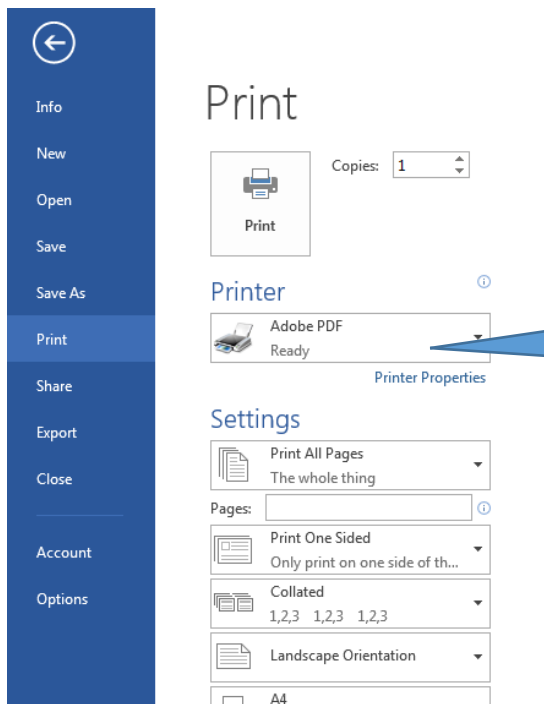 Info
New
Open
Save
Save As
Print
Share
Export
Close
Account
Options
Print
Copies: 1
Print
Printer
Adobe PDF
Ready
Printer Properties
Settings
Print All Pages
The whole thing
Pages:
Print One Sided
Only print on one side of th...
Collated
1,2,3 1,2,3 1,2,3
Landscape Orientation
A4